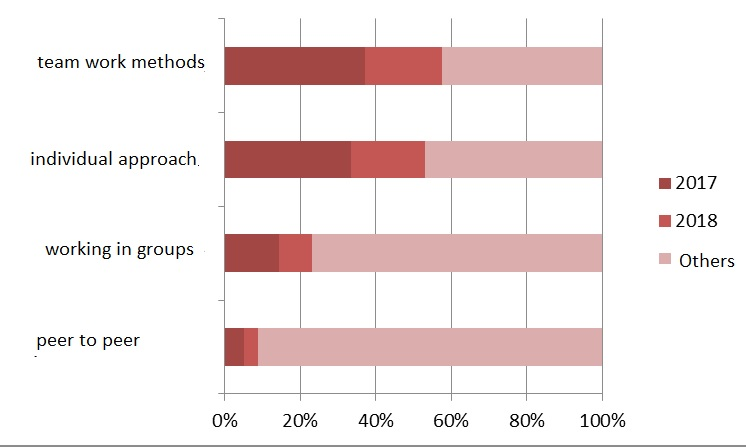 team work methods
individual approach
working in groups
peer to peer
0% 20% 40% 60% 80% 100%
2017
2018
Others